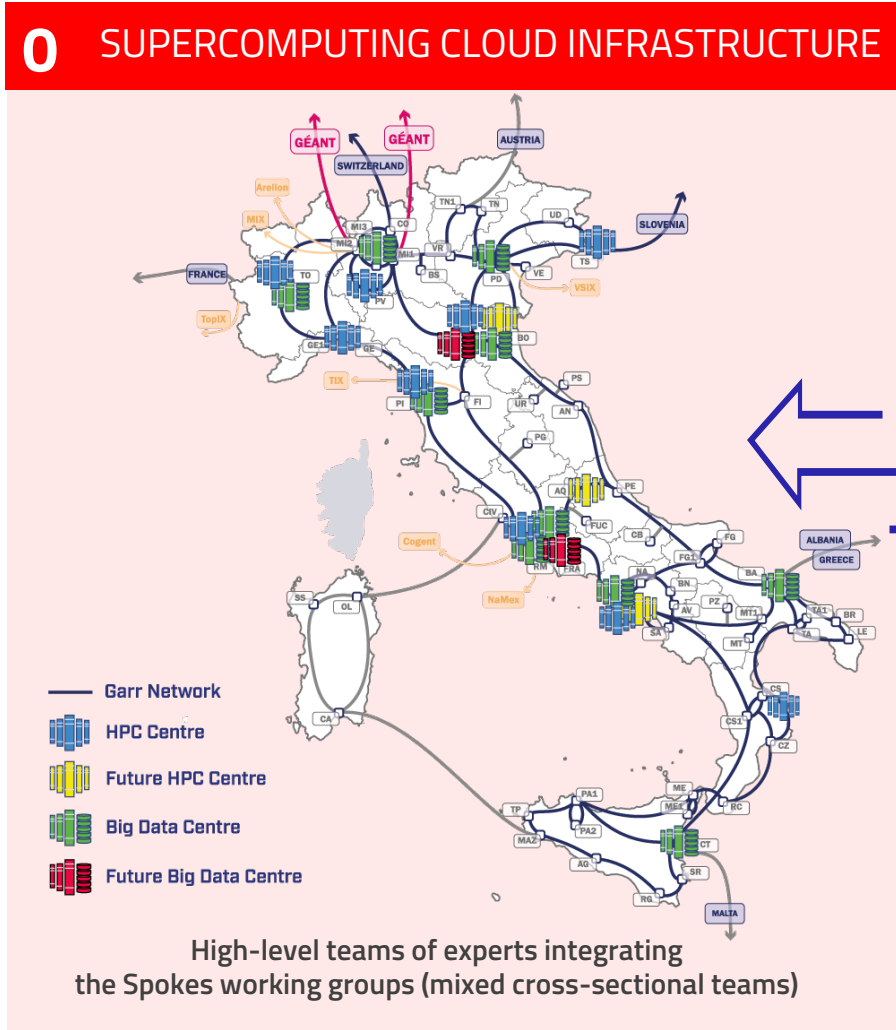 0 SUPERCOMPUTING CLOUD INFRASTRUCTURE
GÉANT
GÉANT
AUSTRIA
SWITZERLAND
Arelion
MIX
MI3
CO
MI2
MI1
TN1
TN
UD
SLOVENIA
VR
TS
FRANCE
TO
BS
PD
VE
VSIX
PV
TopIX
GE1
GE
BO
TIX
PI
FI
PS
UR
AN
PG
AQ
PE
CIV
FUC
CB
FG
Cogent
RM
FRA
FG1
ALBANIA
GREECE
NA
BA
BN
NaMex
SS
OL
AV
PZ
MT1
TA1
BR
SA
MT
TA
LE
Garr Network
CS
CA
CS1
HPC Centre
CZ
Future HPC Centre
ME
PA1
TP
ME1
RC
Big Data Centre
PA2
MAZ
CT
AG
Future Big Data Centre
SR
RG
MALTA
High-level teams of experts integrating
the Spokes working groups (mixed cross-sectional teams)